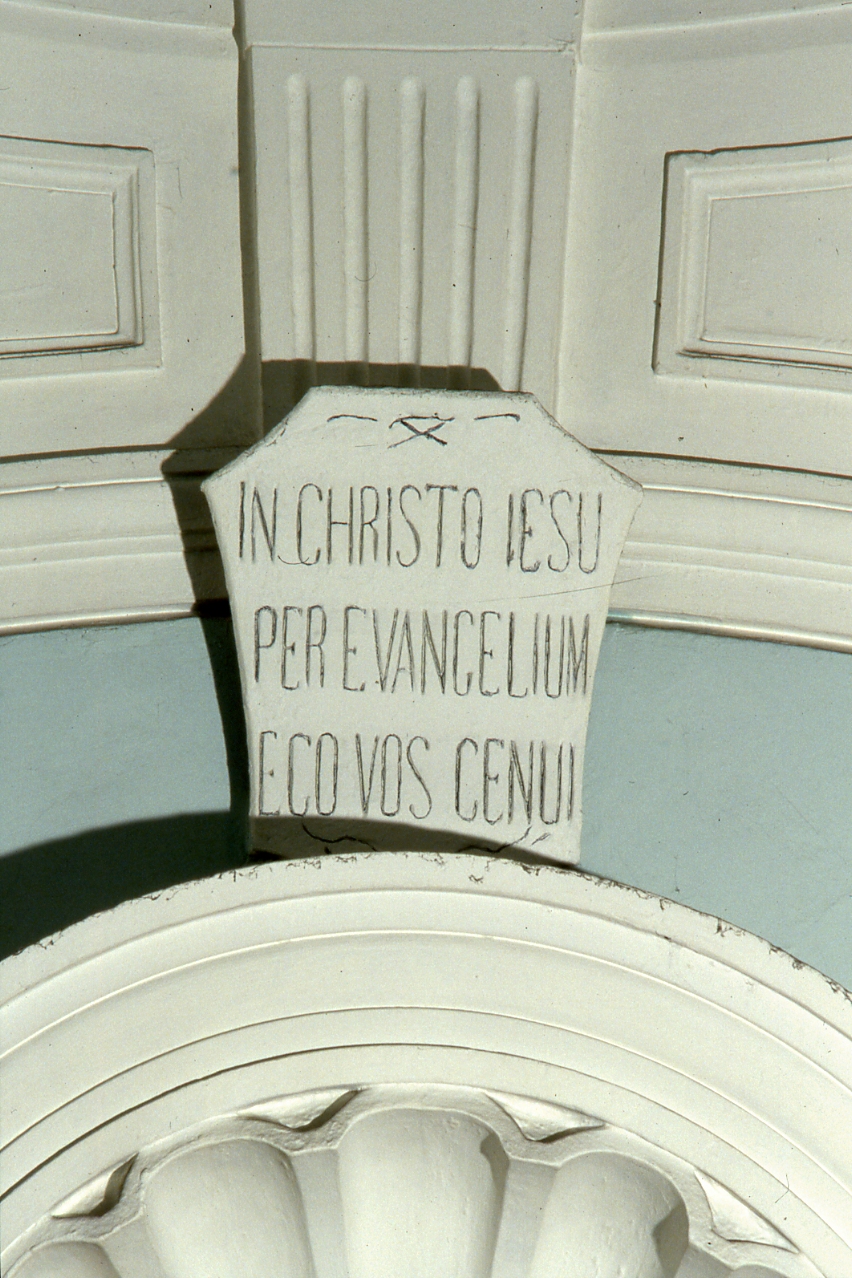 IN CHRISTO IESU
PER EVANCELIUM
ECO VOS CENUI